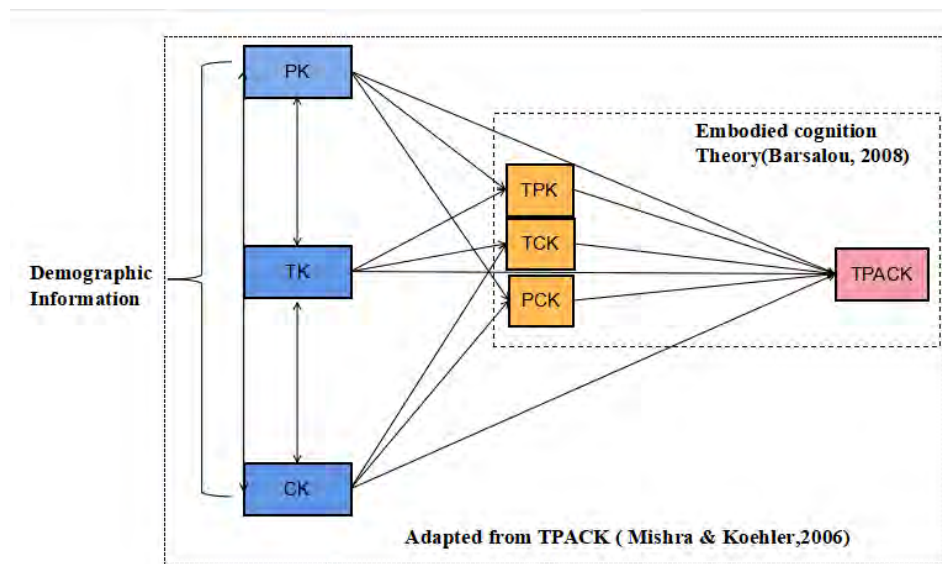 PK
Embodied cognition
Theory(Barsalou, 2008)
TPK
TCK
PCK
TK
Demographic
Information
TPACK
CK
Adapted from TPACK ( Mishra & Koehler,2006)